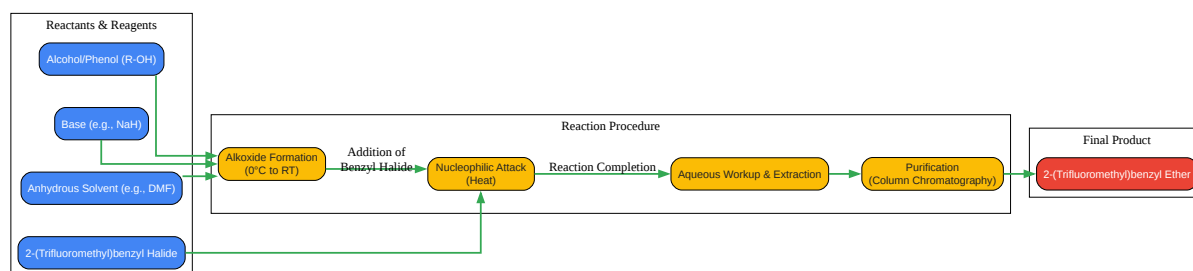 Reactants & Reagents
Alcohol/Phenol (R-OH)
Base (e.g., NaH)
Anhydrous Solvent (e.g., DMF)
2-(Trifluoromethyl)benzyl Halide
Reaction Procedure
Alkoxide Formation
(0°C to RT)
Addition of
Benzyl Halide
Nucleophilic Attack
(Heat)
Reaction Completion
Aqueous Workup & Extraction
Purification
(Column Chromatography)
Final Product
2-(Trifluoromethyl)benzyl Ether